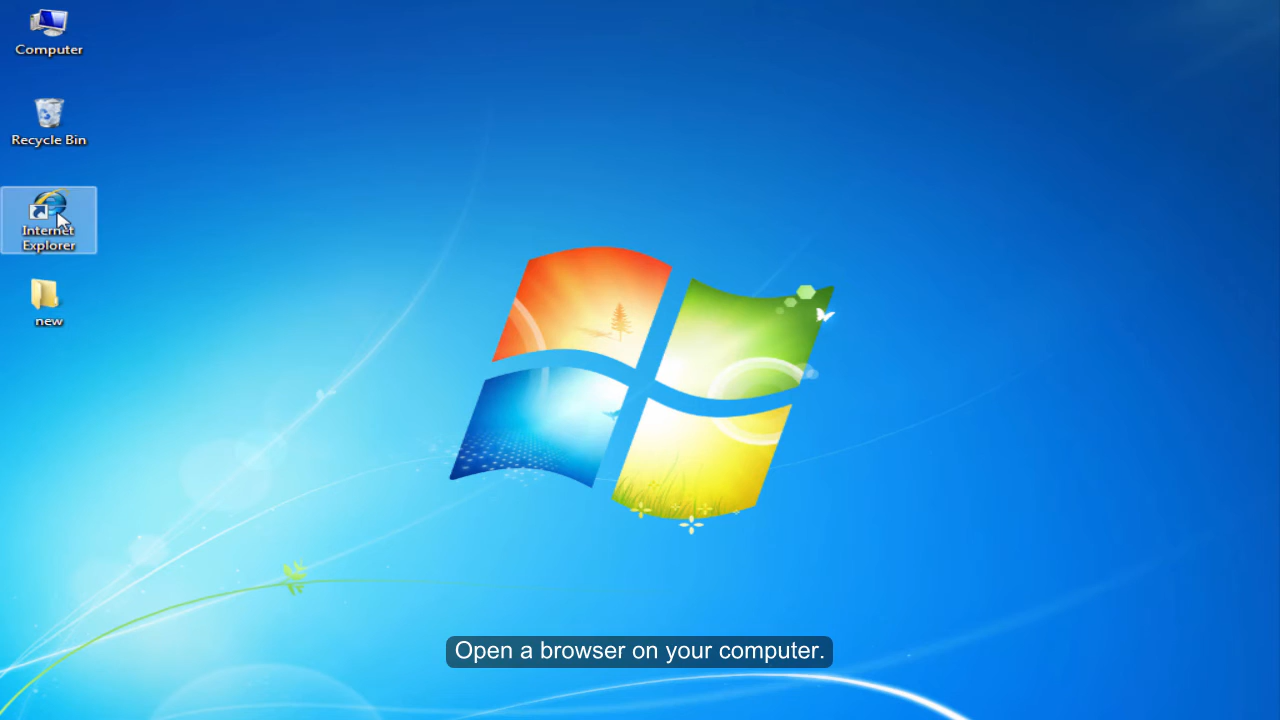 Computer
Recycle Bin
Internet
Explorer
new
Open a browser on your computer.